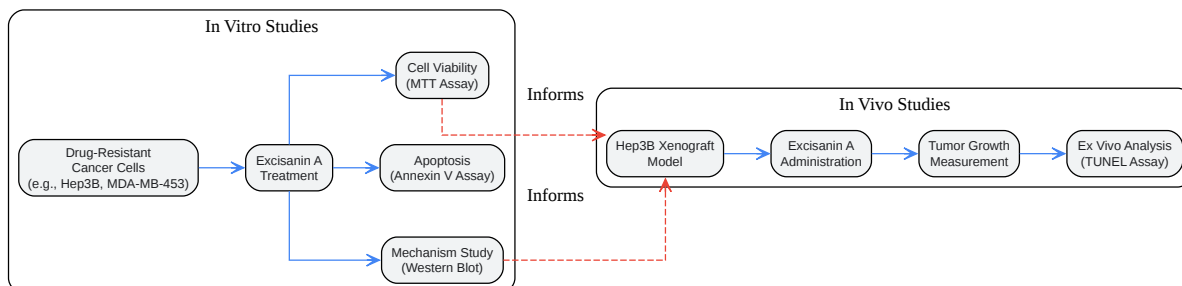 In Vitro Studies
Drug-Resistant
Cancer Cells
(e.g., Hep3B, MDA-MB-453)
Excisanin A
Treatment
Cell Viability
(MTT Assay)
Apoptosis
(Annexin V Assay)
Mechanism Study
(Western Blot)
Informs
Informs
In Vivo Studies
Hep3B Xenograft
Model
Excisanin A
Administration
Tumor Growth
Measurement
Ex Vivo Analysis
(TUNEL Assay)